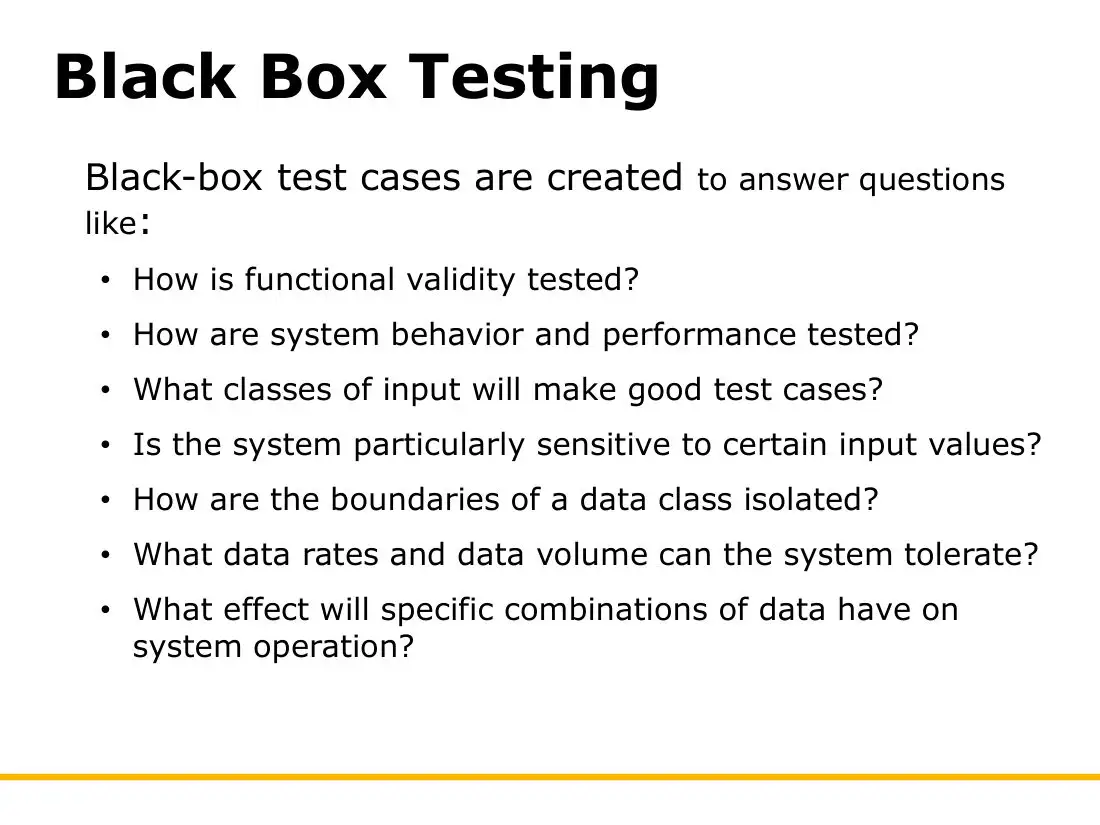 Black Box Testing
Black-box test cases are created to answer questions
like:
• How is functional validity tested?
• How are system behavior and performance tested?
• What classes of input will make good test cases?
• Is the system particularly sensitive to certain input values?
• How are the boundaries of a data class isolated?
• What data rates and data volume can the system tolerate?
• What effect will specific combinations of data have on
system operation?